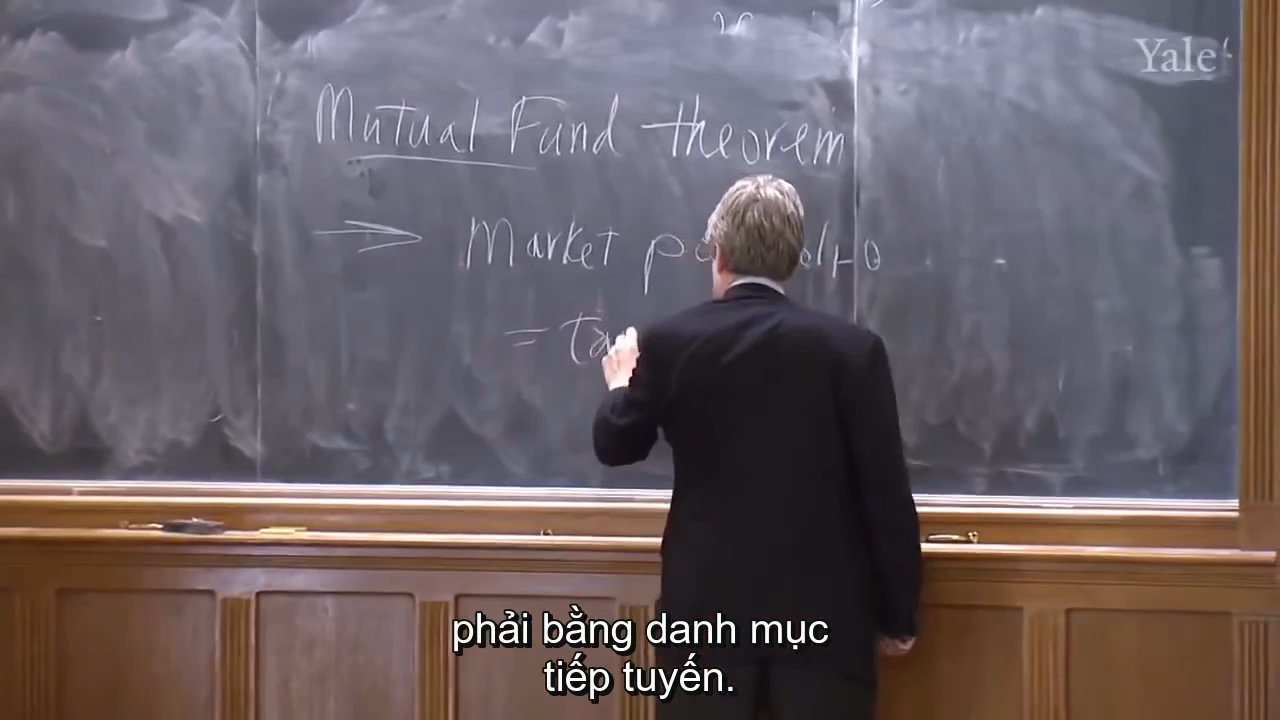 Yale
Mutual Fund theorem
Market
=
phải bằng danh mục
tiếp tuyến.